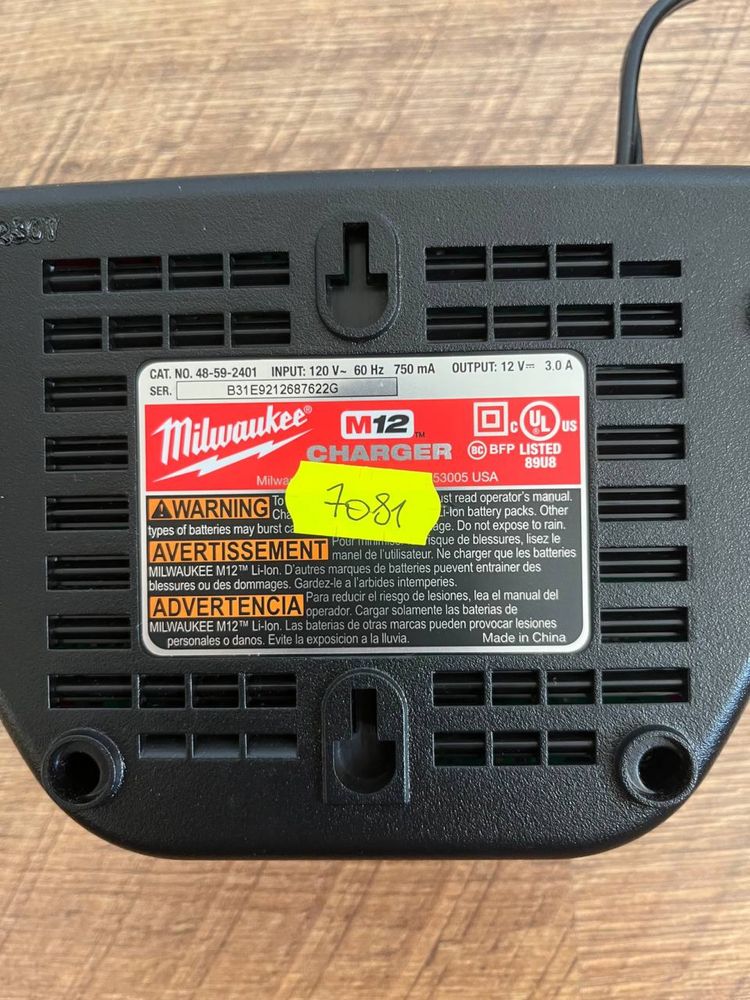 2307
CAT. NO. 48-59-2401 INPUT: 120 V~ 60 Hz 750 mA OUTPUT: 12 V⎓ 3.0 A
SER. B31E9212687622G
Milwaukee® M12™ CHARGER
C UL US
BC BFP LISTED
89U8
53005 USA
7081
WARNING To ust read operator's manual.
Li-Ion battery packs. Other
types of batteries may burst Do not expose to rain.
AVERTISSEMENT Pour risque de blessures, lisez le
manel de l'utilisateur. Ne charger que les batteries
MILWAUKEE M12™ Li-Ion. D'autres marques de batteries puevent entrainer des
blessures ou des dommages. Gardez-le a l'arbides intemperies.
ADVERTENCIA Para reducir el riesgo de lesiones, lea el manual del
operador. Cargar solamente las baterias de
MILWAUKEE M12™ Li-Ion. Las baterias de otras marcas pueden provocar lesiones
personales o danos. Evite la exposicion a la lluvia. Made in China